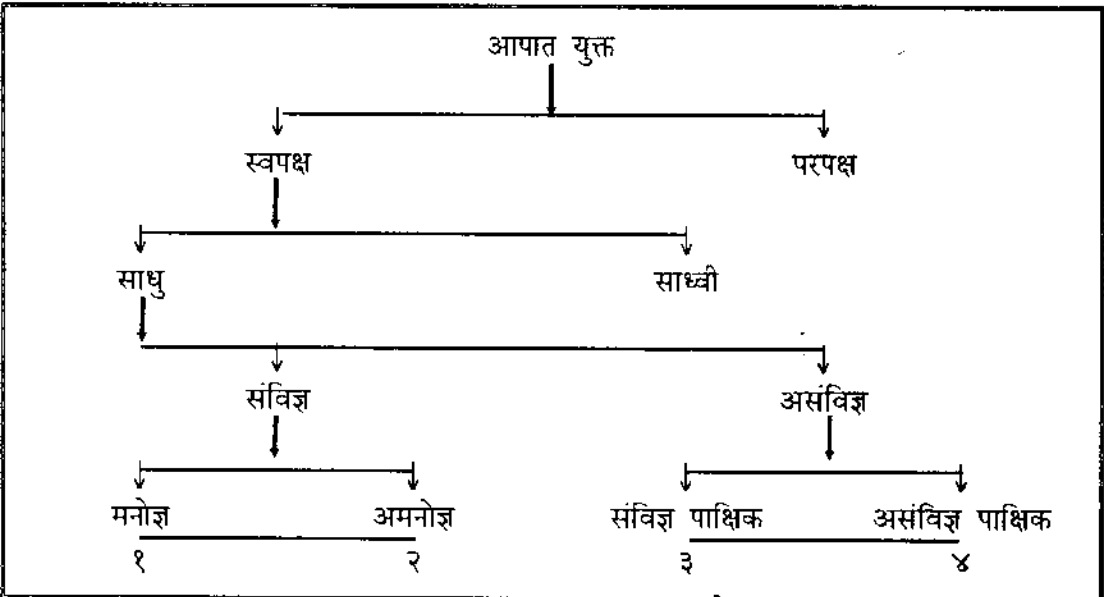 आपात युक्त
स्वपक्ष परपक्ष
साधु साध्वी
संविज्ञ असंविज्ञ
मनोज्ञ अमनोज्ञ संविज्ञ पाक्षिक असंविज्ञ पाक्षिक
१ २ ३ ४